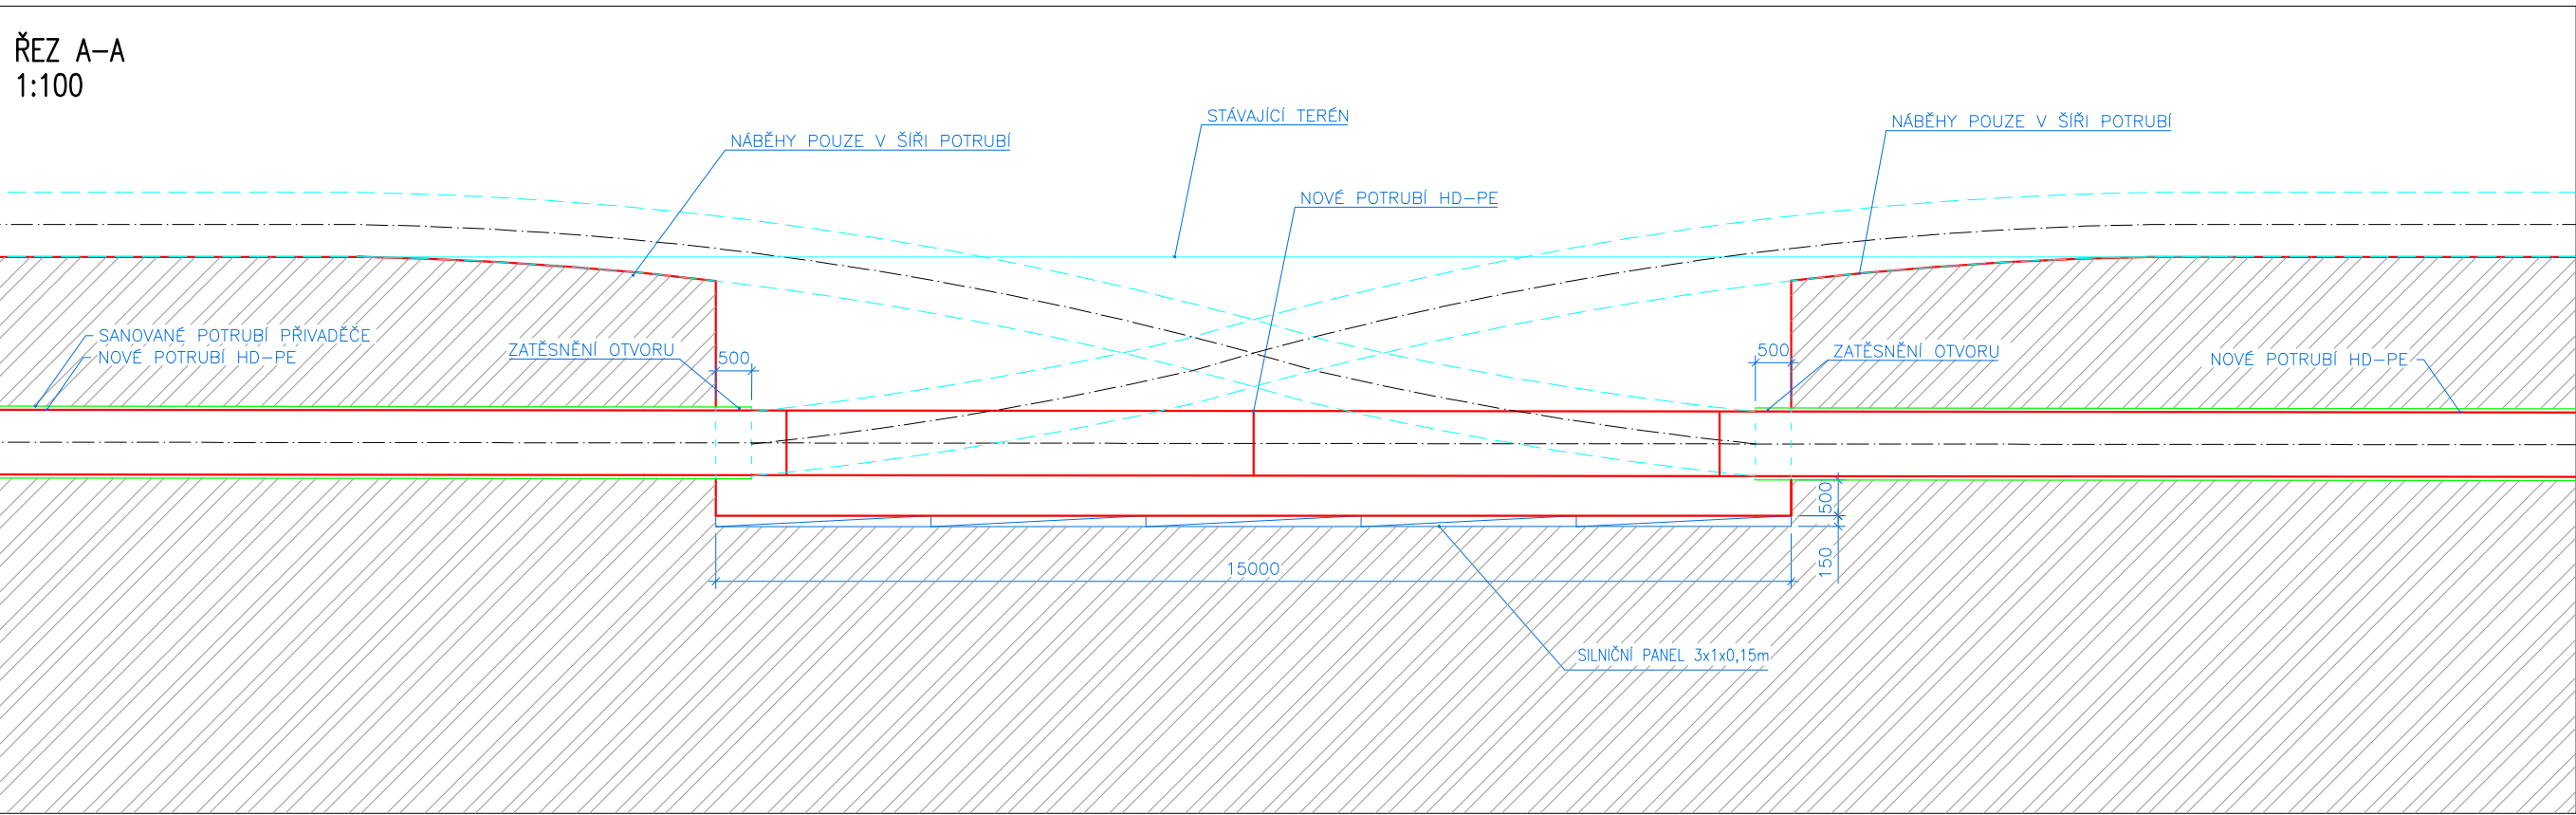 ŘEZ A–A
1:100
STÁVAJÍCÍ TERÉN
NÁBĚHY POUZE V ŠÍŘI POTRUBÍ
NÁBĚHY POUZE V ŠÍŘI POTRUBÍ
NOVÉ POTRUBÍ HD–PE
SANOVANÉ POTRUBÍ PŘIVADĚČE
NOVÉ POTRUBÍ HD–PE
ZATĚSNĚNÍ OTVORU
500
500
ZATĚSNĚNÍ OTVORU
NOVÉ POTRUBÍ HD–PE
500
150
15000
SILNIČNÍ PANEL 3x1x0,15m